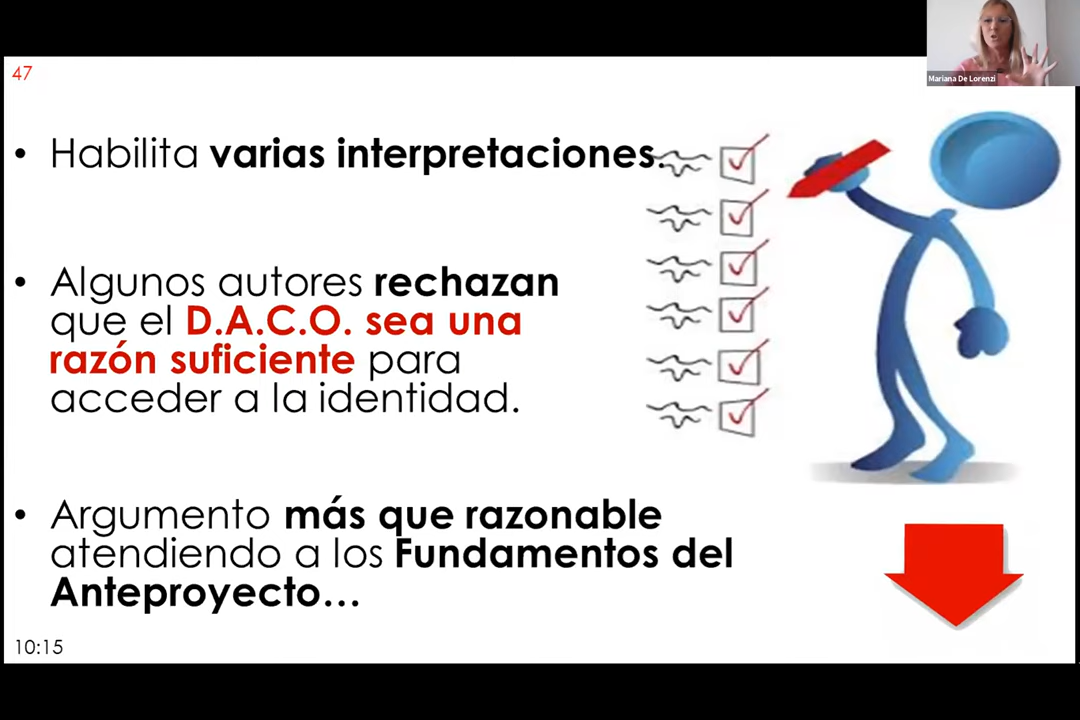 47
Mariana De Lorenzi
• Habilita varias interpretaciones.
• Algunos autores rechazan
que el D.A.C.O. sea una
razón suficiente para
acceder a la identidad.
• Argumento más que razonable
atendiendo a los Fundamentos del
Anteproyecto...
10:15